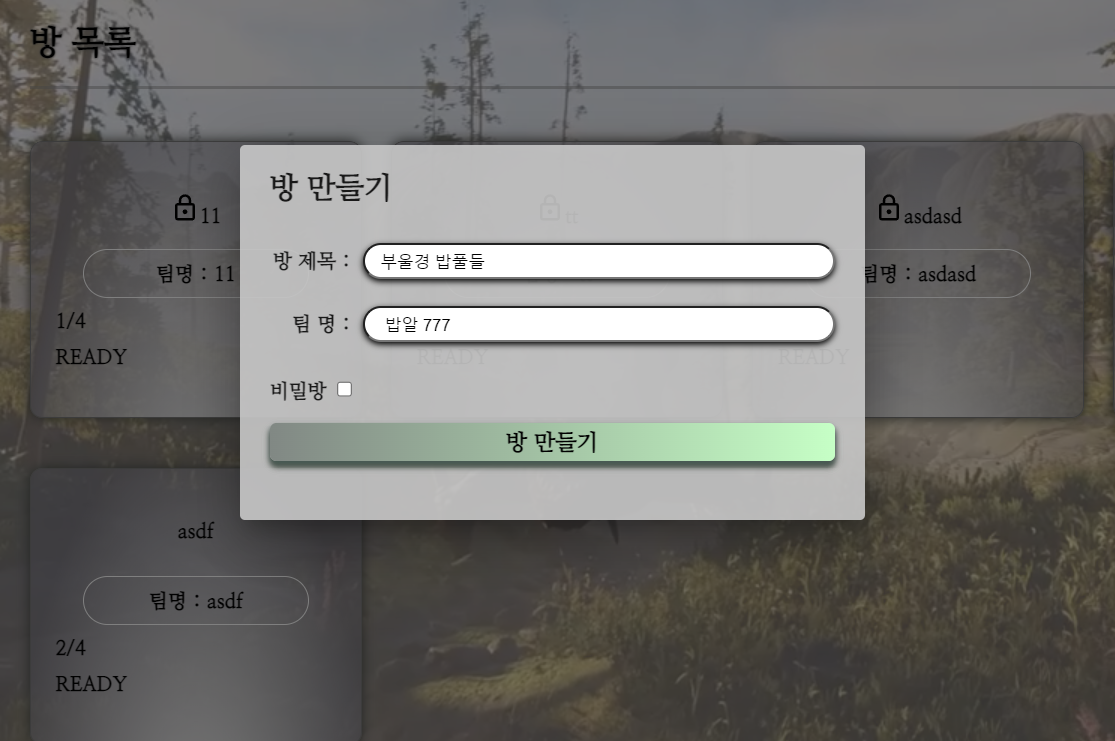 방 목록
방 만들기
방 제목 : 부울경 밥풀들
팀 명 : 밥알 777
비밀방
방 만들기
11
팀명 : 11
1/4
READY
tt
READY
asdasd
팀명 : asdasd
READY
asdf
팀명 : asdf
2/4
READY